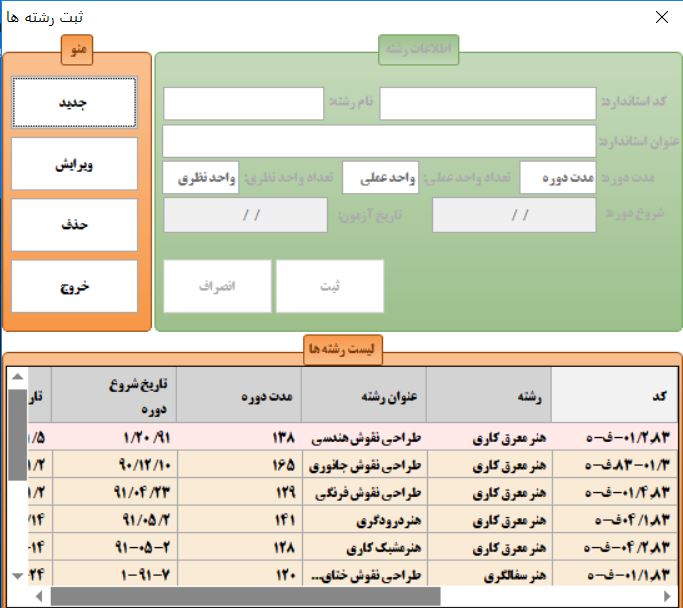 ثبت رشته ها
اطلاعات رشته
کد استاندارد:
نام رشته:
عنوان استاندارد:
مدت دوره: مدت دوره تعداد واحد عملی: واحد عملی تعداد واحد نظری: واحد نظری
شروع دوره: / / تاریخ آزمون: / /
ثبت
انصراف
منو
جدید
ویرایش
حذف
خروج
لیست رشته ها
کد رشته عنوان رشته مدت دوره تاریخ شروع دوره تار
۰۱/۲.۸۳-ف-ه هنر معرق کاری طراحی نقوش هندسی ۱۳۸ ۱/۲۰/۹۱ ۱/۵
۰۱/۳-۸۳.ف-ه هنر معرق کاری طراحی نقوش جانوری ۱۶۵ ۹۰/۱۲/۱۰ ۱/۲
۰۱/۴.۸۳-ف-ه هنر معرق کاری طراحی نقوش فرنگی ۱۲۹ ۹۱/۰۴/۲۳ ۱/۲
۰۴/۱.۸۳ف-ه هنر معرق کاری هنردرودگری ۱۴۱ ۹۱/۰۵/۲ /۱۴
۰۴/۲.۸۳-ف-ه هنر معرق کاری هنرمشبک کاری ۱۲۸ ۹۱-۰۵-۲ -۱۴
۰۱/۱.۸۳-ف-ه هنر سفالگری طراحی نقوش ختای... ۱۲۰ ۱-۹۱-۷ -۲۴